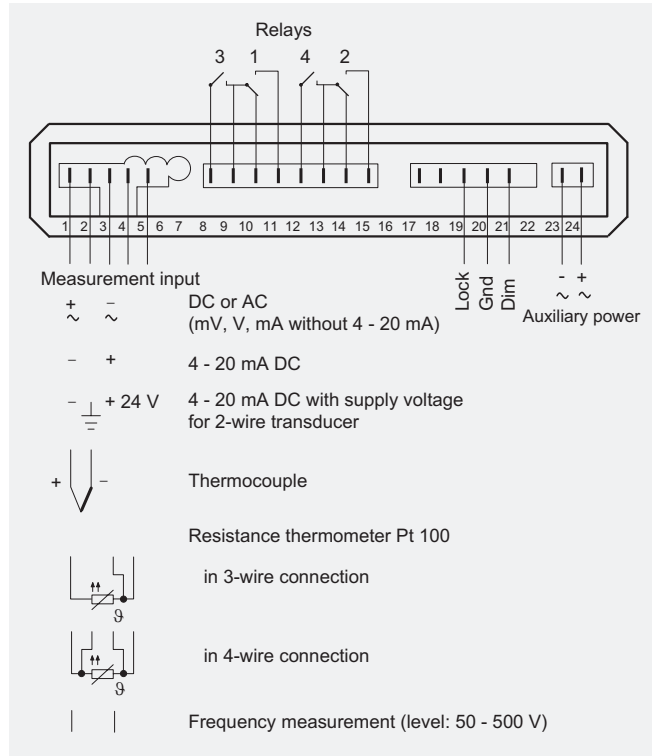 Relays
3 1 4 2
1 2 3 4 5 6 7 8 9 10 11 12 13 14 15 16 17 18 19 20 21 22 23 24
Measurement input
Lock
Gnd
Dim
- +
~ ~
Auxiliary power
+ −
~ ~
DC or AC
(mV, V, mA without 4 - 20 mA)
− +
4 - 20 mA DC
− + 24 V
4 - 20 mA DC with supply voltage
for 2-wire transducer
+ −
Thermocouple
Resistance thermometer Pt 100
in 3-wire connection
ϑ
in 4-wire connection
ϑ
Frequency measurement (level: 50 - 500 V)